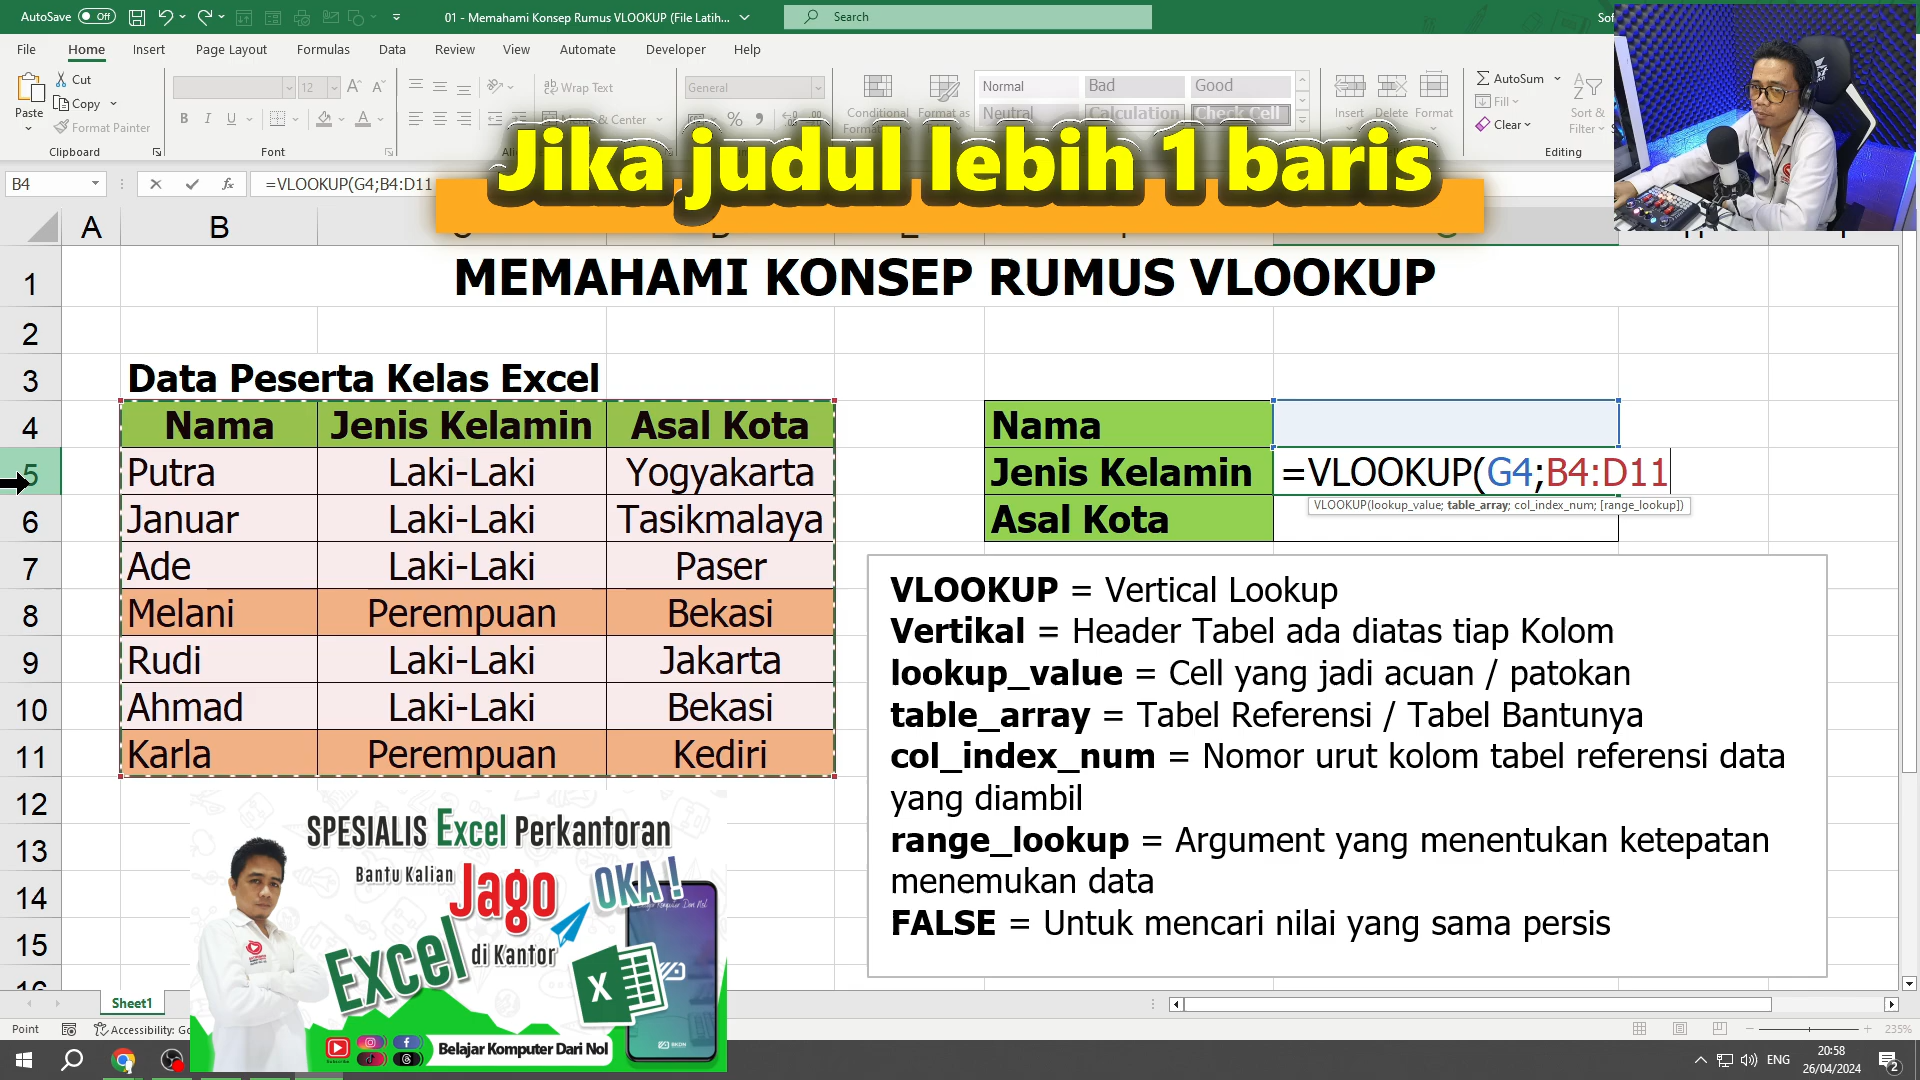 AutoSave Off
01 - Memahami Konsep Rumus VLOOKUP (File Latih...
Search
Sof
File Home Insert Page Layout Formulas Data Review View Automate Developer Help
Paste
Cut
Copy
Format Painter
Clipboard
12
B I U
Font
Wrap Text
Merge & Center
General
Conditional
Format as
Normal Bad Good
Neutral Calculation Check Cell
Insert Delete Format
AutoSum
Fill
Clear
Sort &
Filter
Editing
Jika judul lebih 1 baris
B4
=VLOOKUP(G4;B4:D11
A B
1 MEMAHAMI KONSEP RUMUS VLOOKUP
2
3 Data Peserta Kelas Excel
4 Nama Jenis Kelamin Asal Kota Nama
5 Putra Laki-Laki Yogyakarta Jenis Kelamin =VLOOKUP(G4;B4:D11
VLOOKUP(lookup_value; table_array; col_index_num; [range_lookup])
6 Januar Laki-Laki Tasikmalaya Asal Kota
7 Ade Laki-Laki Paser
8 Melani Perempuan Bekasi
9 Rudi Laki-Laki Jakarta
10 Ahmad Laki-Laki Bekasi
11 Karla Perempuan Kediri
12
13
14
15
16
VLOOKUP = Vertical Lookup
Vertikal = Header Tabel ada diatas tiap Kolom
lookup_value = Cell yang jadi acuan / patokan
table_array = Tabel Referensi / Tabel Bantunya
col_index_num = Nomor urut kolom tabel referensi data
yang diambil
range_lookup = Argument yang menentukan ketepatan
menemukan data
FALSE = Untuk mencari nilai yang sama persis
SPESIALIS Excel Perkantoran
Bantu Kalian Jago OKA !
Excel di Kantor
X
Belajar Komputer Dari Nol
Sheet1
Point
Accessibility: Go
235%
ENG
20:58
26/04/2024
2